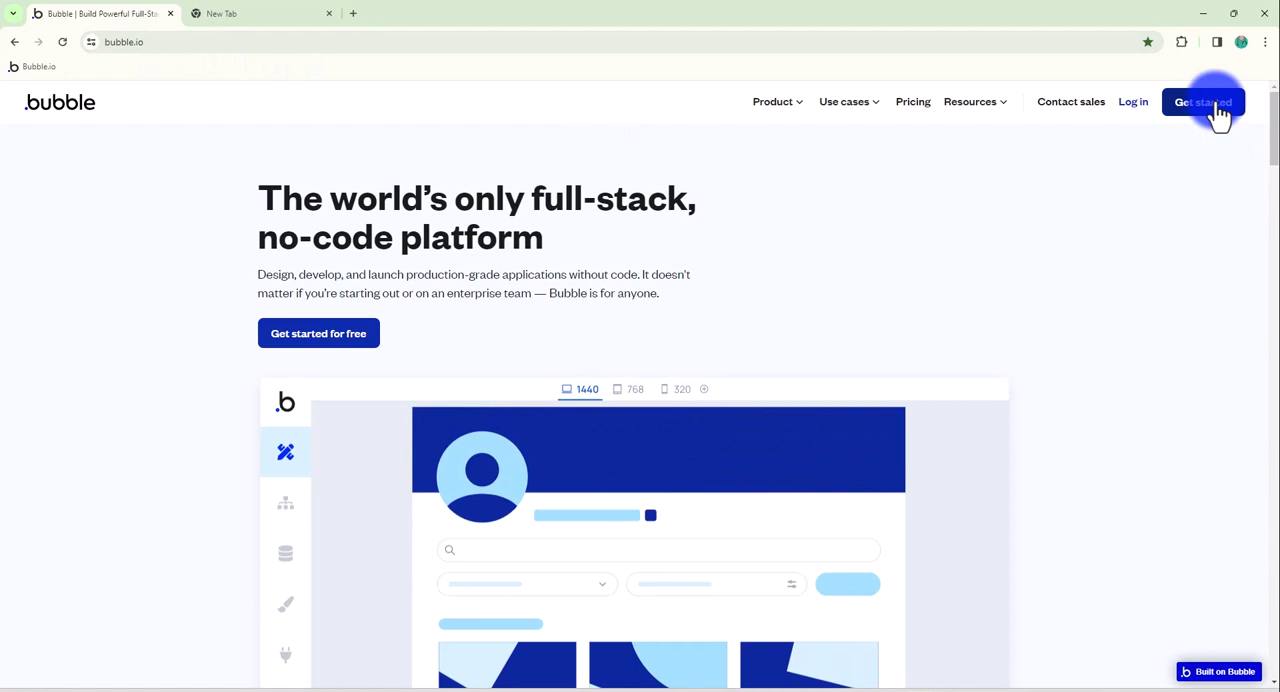 Bubble | Build Powerful Full-Sta
New Tab
bubble.io
Bubble.io
.bubble
Product
Use cases
Pricing
Resources
Contact sales
Log in
Get started
The world's only full-stack,
no-code platform
Design, develop, and launch production-grade applications without code. It doesn't
matter if you're starting out or on an enterprise team — Bubble is for anyone.
Get started for free
.b
1440
768
320
.b Built on Bubble